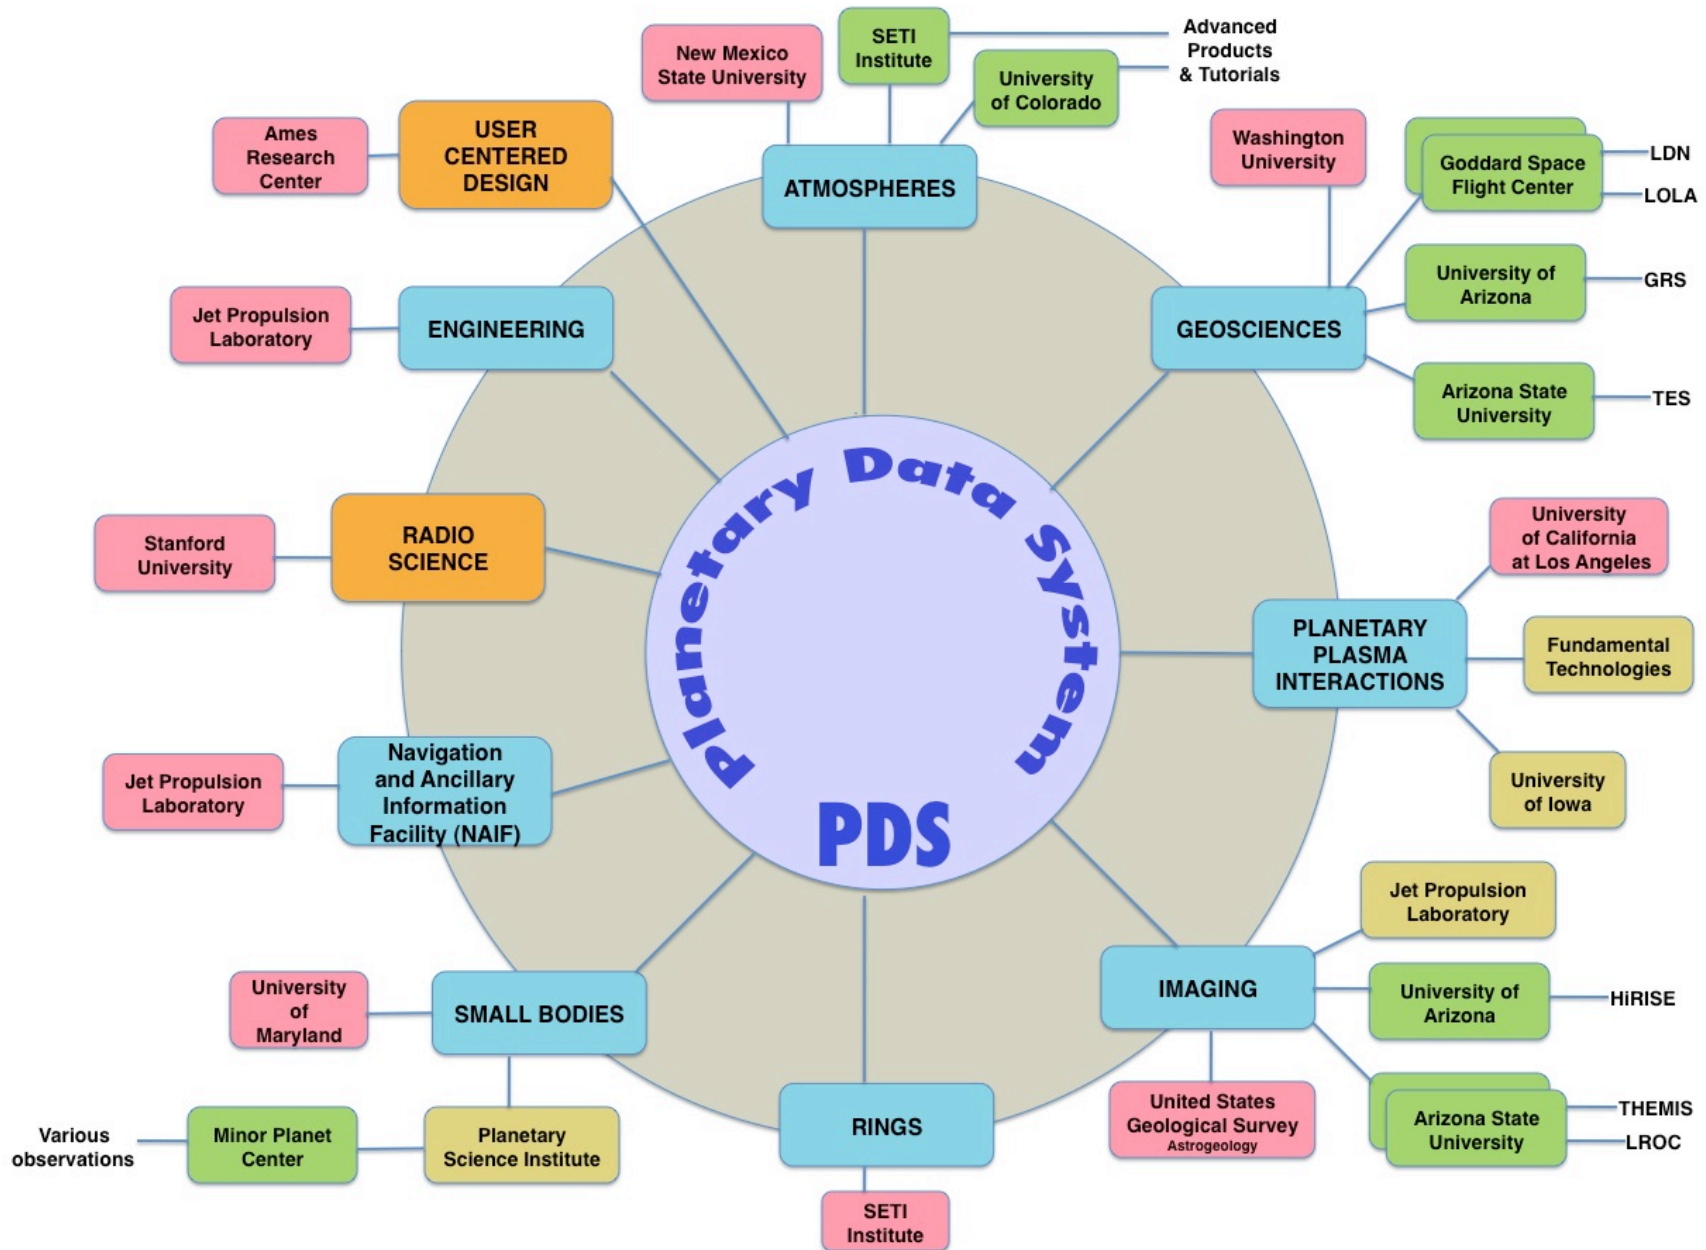 New Mexico
State University
SETI
Institute
University
of Colorado
Advanced
Products
& Tutorials
Ames
Research
Center
USER
CENTERED
DESIGN
ATMOSPHERES
Washington
University
Goddard Space
Flight Center
LDN
LOLA
Jet Propulsion
Laboratory
ENGINEERING
GEOSCIENCES
University of
Arizona
GRS
Arizona State
University
TES
Planetary Data System
PDS
Stanford
University
RADIO
SCIENCE
University
of California
at Los Angeles
PLANETARY
PLASMA
INTERACTIONS
Fundamental
Technologies
University
of Iowa
Jet Propulsion
Laboratory
Navigation
and Ancillary
Information
Facility (NAIF)
Jet Propulsion
Laboratory
IMAGING
University of
Arizona
HiRISE
United States
Geological Survey
Astrogeology
Arizona State
University
THEMIS
LROC
University
of
Maryland
SMALL BODIES
Various
observations
Minor Planet
Center
Planetary
Science Institute
RINGS
SETI
Institute